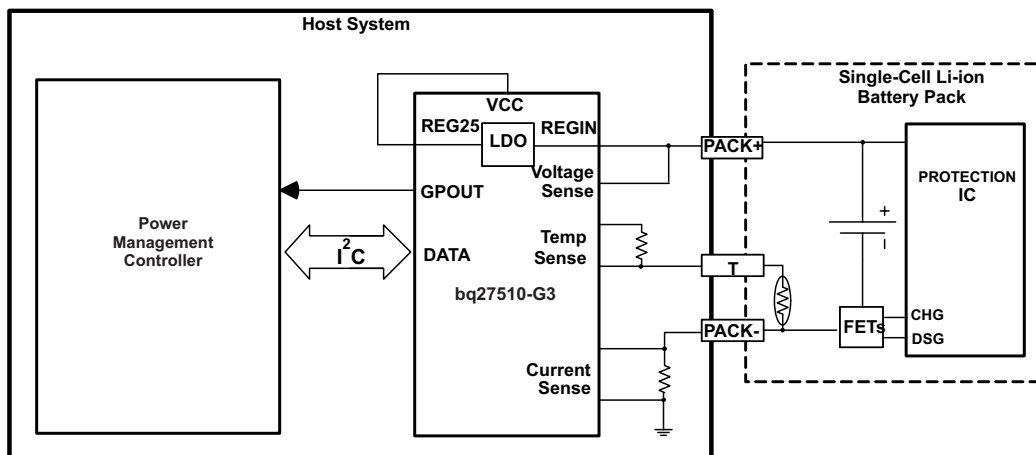 Host System
Single-Cell Li-ion
Battery Pack
VCC
REG25
REGIN
LDO
PACK+
Voltage
Sense
PROTECTION
IC
GPOUT
Power
Management
Controller
I2C
DATA
Temp
Sense
T
+
–
bq27510-G3
PACK-
FETs
CHG
DSG
Current
Sense